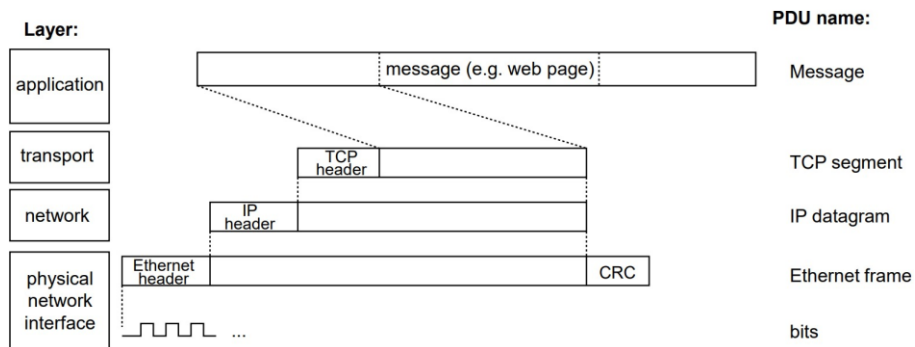 Layer:
PDU name:
application
message (e.g. web page)
Message
transport
TCP
header
TCP segment
network
IP
header
IP datagram
physical
network
interface
Ethernet
header
CRC
Ethernet frame
...
bits